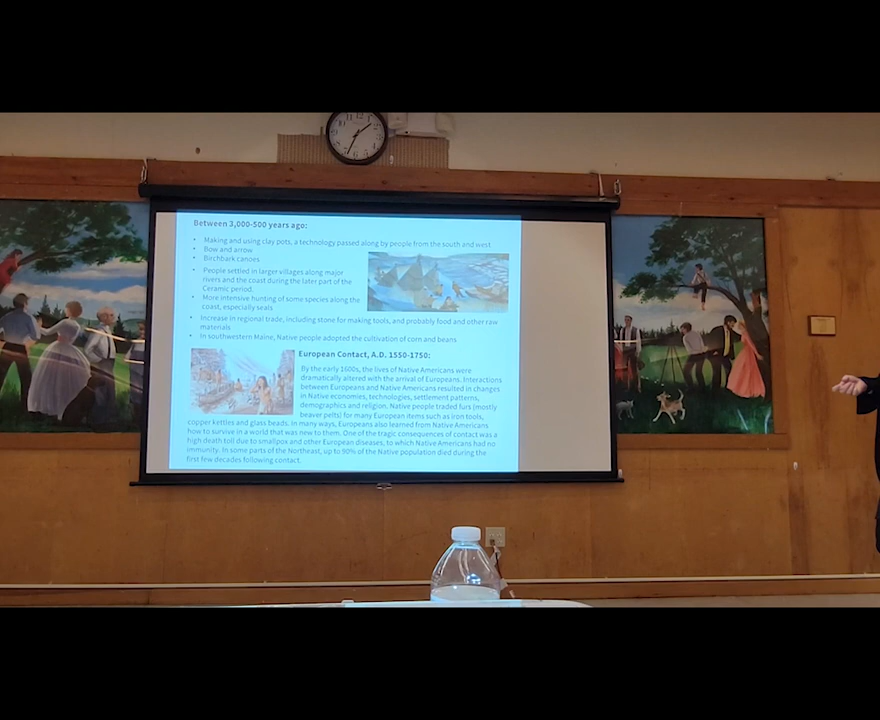 Between 3,000-500 years ago:
• Making and using clay pots, a technology passed along by people from the south and west.
• Bow and arrow
• Birchbark canoes
• People settled in larger villages along major
rivers and the coast during the later part of the
Ceramic period.
• More intensive hunting of some species along the
coast, especially seals
• Increase in regional trade, including stone for making tools, and probably food and other raw
materials
• In southwestern Maine, Native people adopted the cultivation of corn and beans
European Contact, A.D. 1550-1750:
By the early 1600s, the lives of Native Americans were
dramatically altered with the arrival of Europeans. Interactions
between Europeans and Native Americans resulted in changes
in Native economies, technologies, settlement patterns,
demographics and religion. Native people traded furs (mostly
beaver pelts) for many European items such as iron tools,
copper kettles and glass beads. In many ways, Europeans also learned from Native Americans
how to survive in a world that was new to them. One of the tragic consequences of contact was a
high death toll due to smallpox and other European diseases, to which Native Americans had no
immunity. In some parts of the Northeast, up to 90% of the Native population died during the
first few decades following contact.